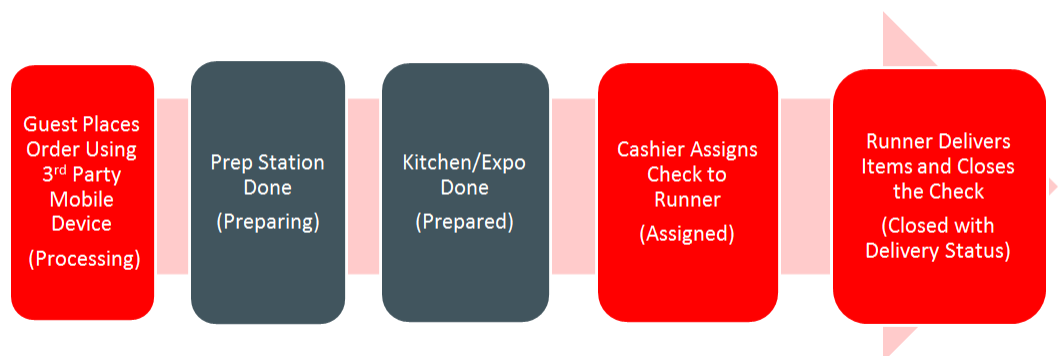 Guest Places
Order Using
3rd Party
Mobile
Device
(Processing)
Prep Station
Done
(Preparing)
Kitchen/Expo
Done
(Prepared)
Cashier Assigns
Check to
Runner
(Assigned)
Runner Delivers
Items and Closes
the Check
(Closed with
Delivery Status)